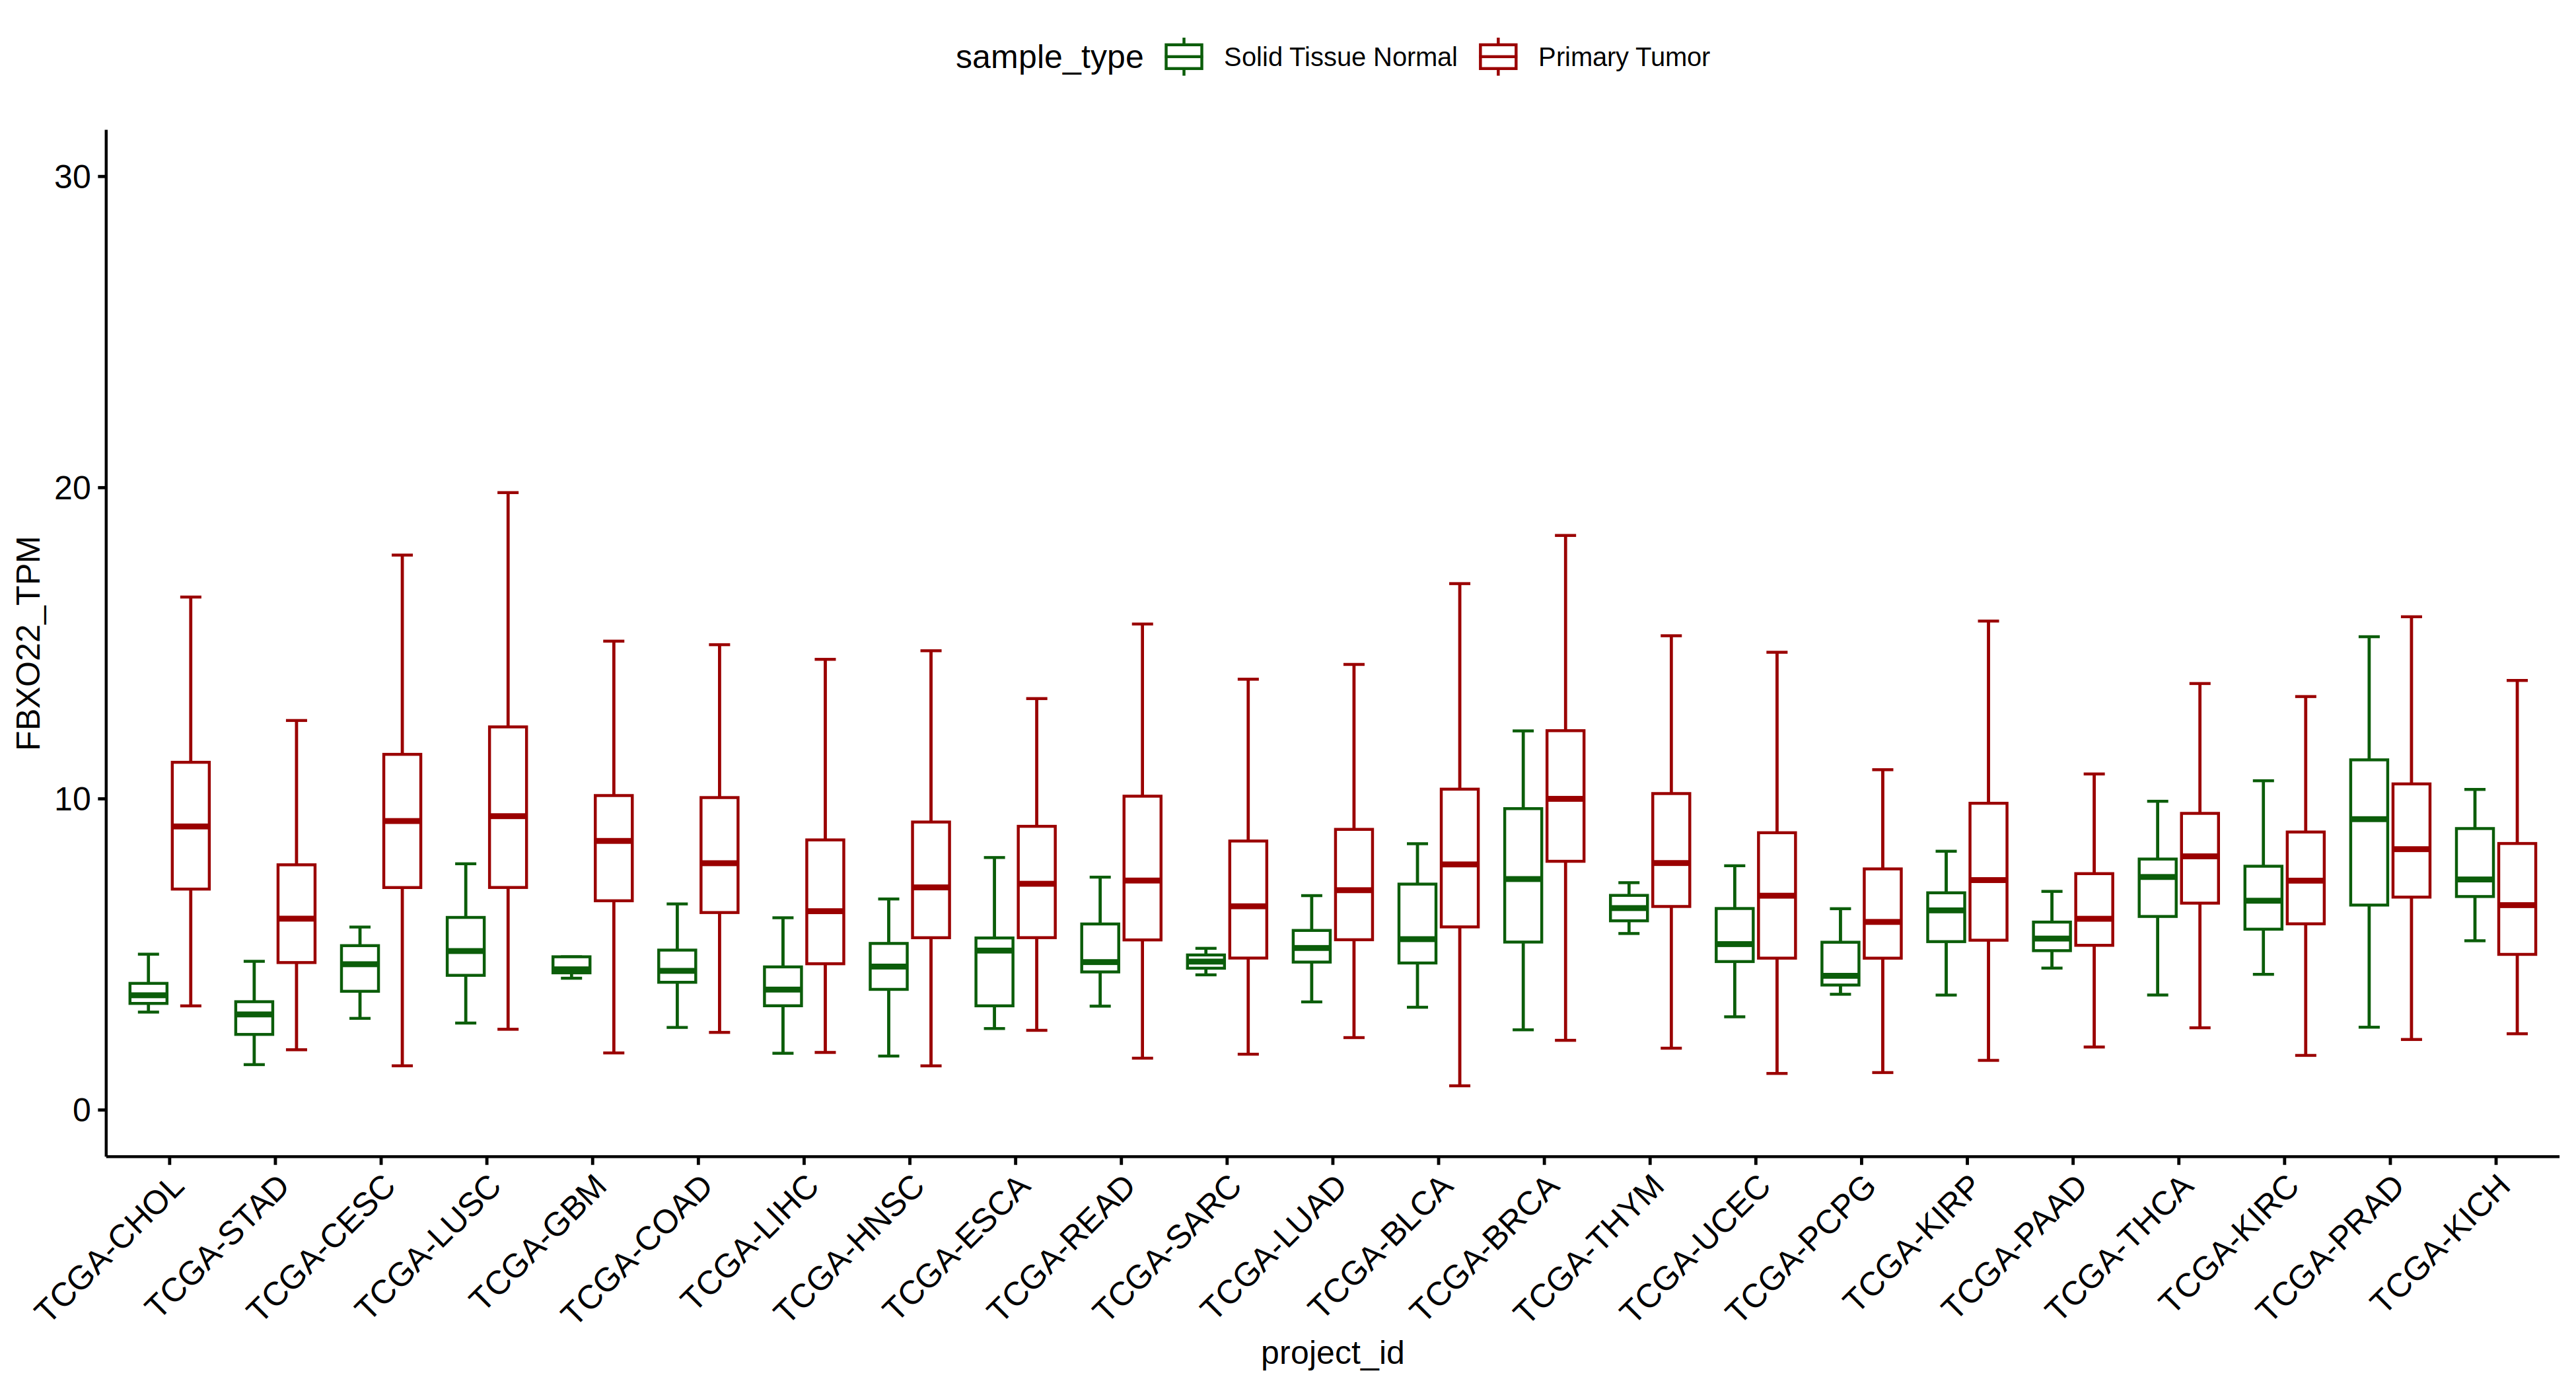 sample_type Solid Tissue Normal Primary Tumor
30
20
10
0
FBXO22_TPM
TCGA-CHOL
TCGA-STAD
TCGA-CESC
TCGA-LUSC
TCGA-GBM
TCGA-COAD
TCGA-LIHC
TCGA-HNSC
TCGA-ESCA
TCGA-READ
TCGA-SARC
TCGA-LUAD
TCGA-BLCA
TCGA-BRCA
TCGA-THYM
TCGA-UCEC
TCGA-PCPG
TCGA-KIRP
TCGA-PAAD
TCGA-THCA
TCGA-KIRC
TCGA-PRAD
TCGA-KICH
project_id